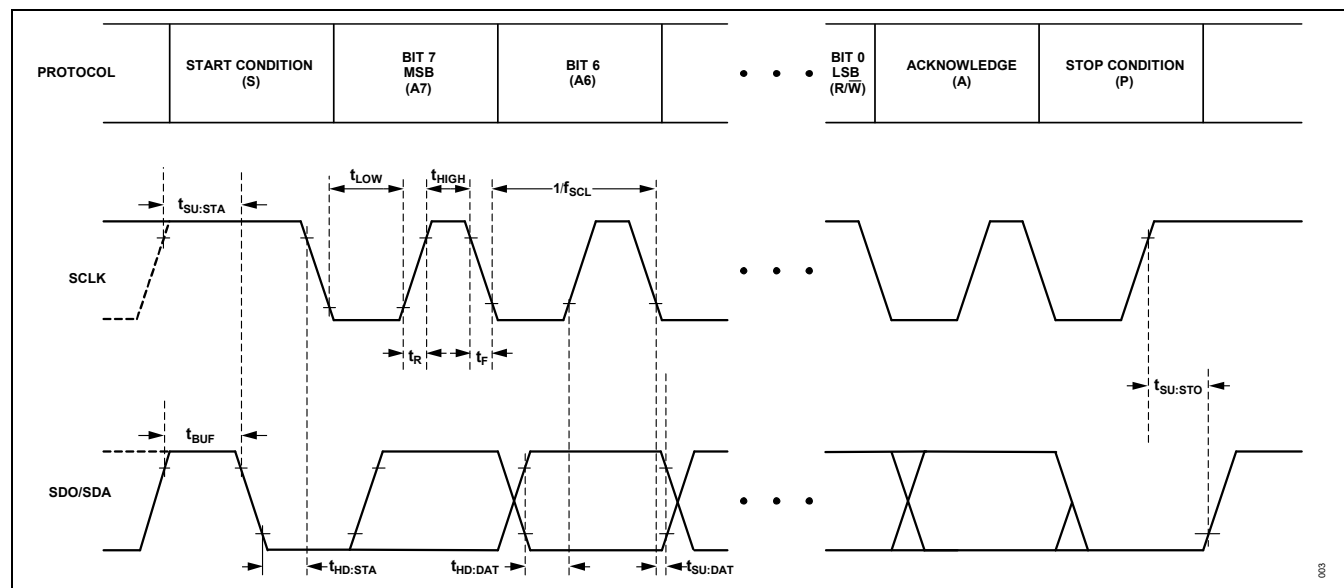 PROTOCOL
START CONDITION
(S)
BIT 7
MSB
(A7)
BIT 6
(A6)
BIT 0
LSB
(R/W̅)
ACKNOWLEDGE
(A)
STOP CONDITION
(P)
tSU:STA
tLOW
tHIGH
1/fSCL
SCLK
tR
tF
tSU:STO
tBUF
SDO/SDA
tHD:STA
tHD:DAT
tSU:DAT
003